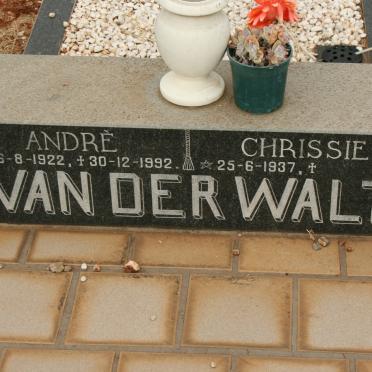 ANDRÈ CHRISSIE
6-8-1922, ✝30-12-1992. ☆25-6-1937, ✝
VAN DER WALT